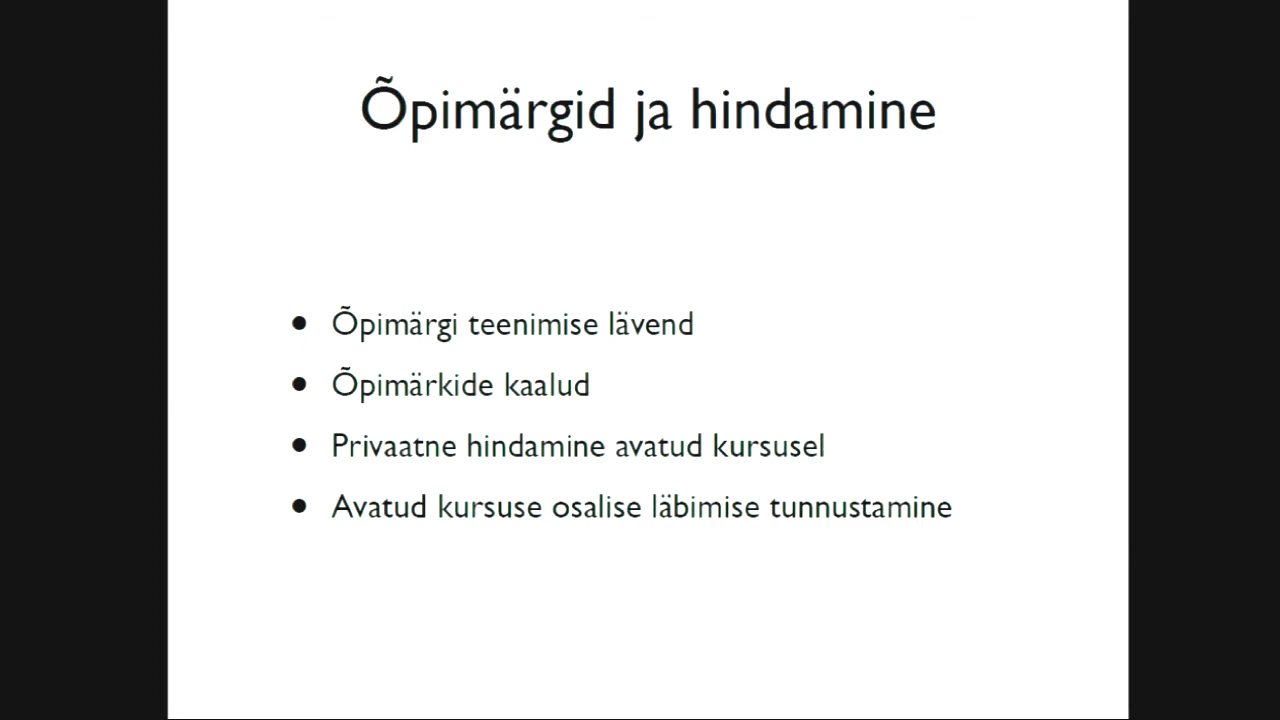 Õpimärgid ja hindamine
• Õpimärgi teenimise lävend
• Õpimärkide kaalud
• Privaatne hindamine avatud kursusel
• Avatud kursuse osalise läbimise tunnustamine